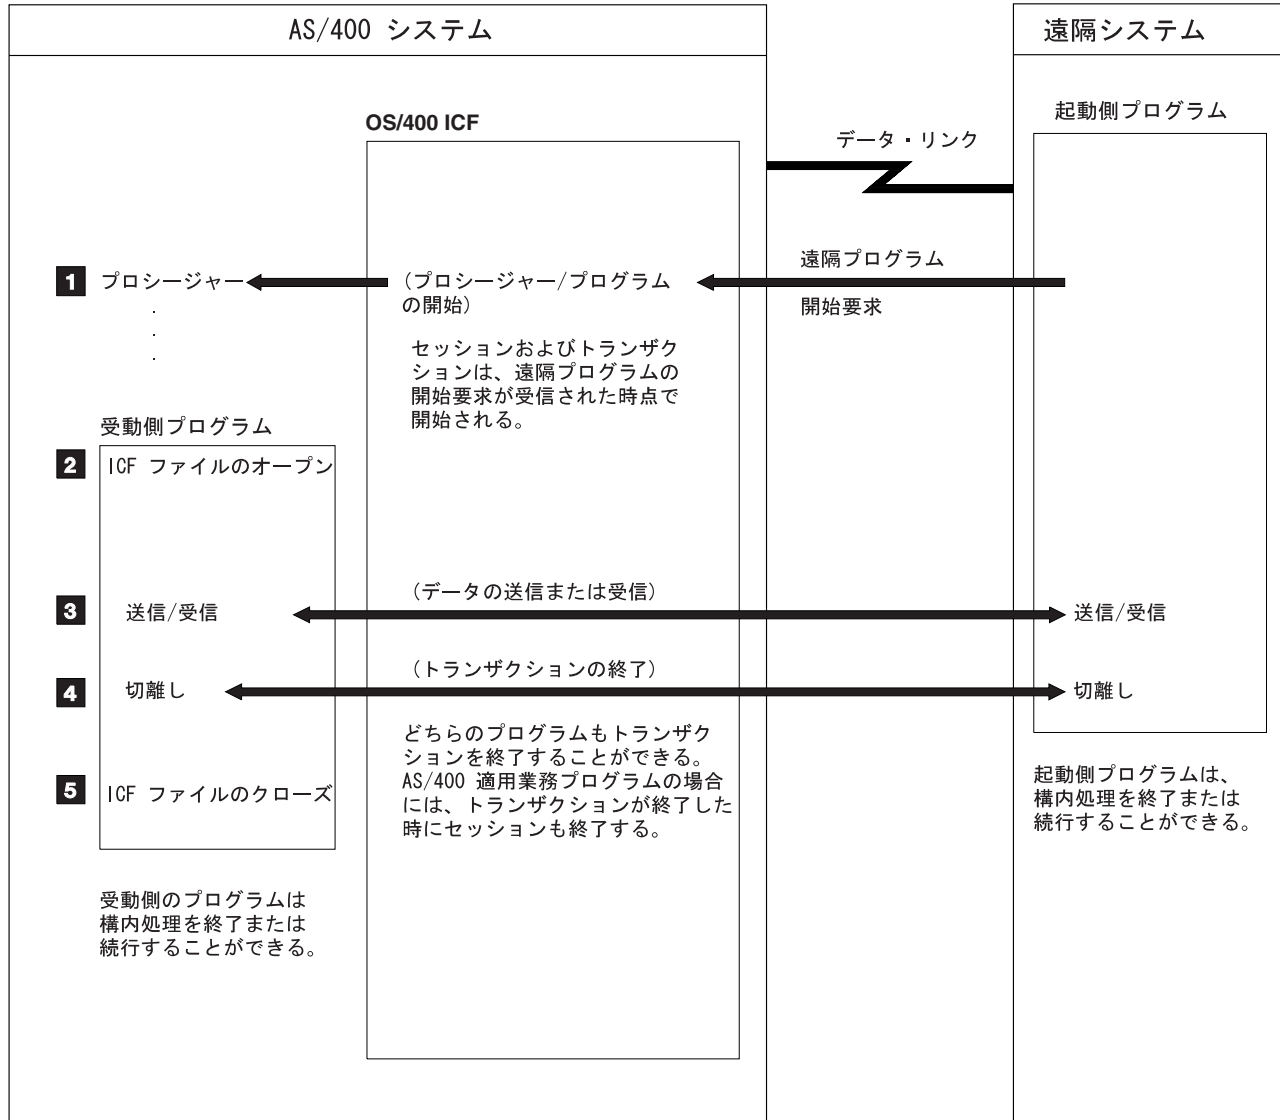 AS/400 システム
遠隔システム
OS/400 ICF
データ・リンク
起動側プログラム
遠隔プログラム
開始要求
1 プロシージャー
.
.
.
(プロシージャー/プログラム
の開始)
セッションおよびトランザク
ションは、遠隔プログラムの
開始要求が受信された時点で
開始される。
受動側プログラム
2 ICF ファイルのオープン
3 送信/受信
(データの送信または受信)
送信/受信
4 切離し
(トランザクションの終了)
切離し
どちらのプログラムもトランザク
ションを終了することができる。
AS/400 適用業務プログラムの場合
には、トランザクションが終了した
時にセッションも終了する。
5 ICF ファイルのクローズ
起動側プログラムは、
構内処理を終了または
続行することができる。
受動側のプログラムは
構内処理を終了または
続行することができる。